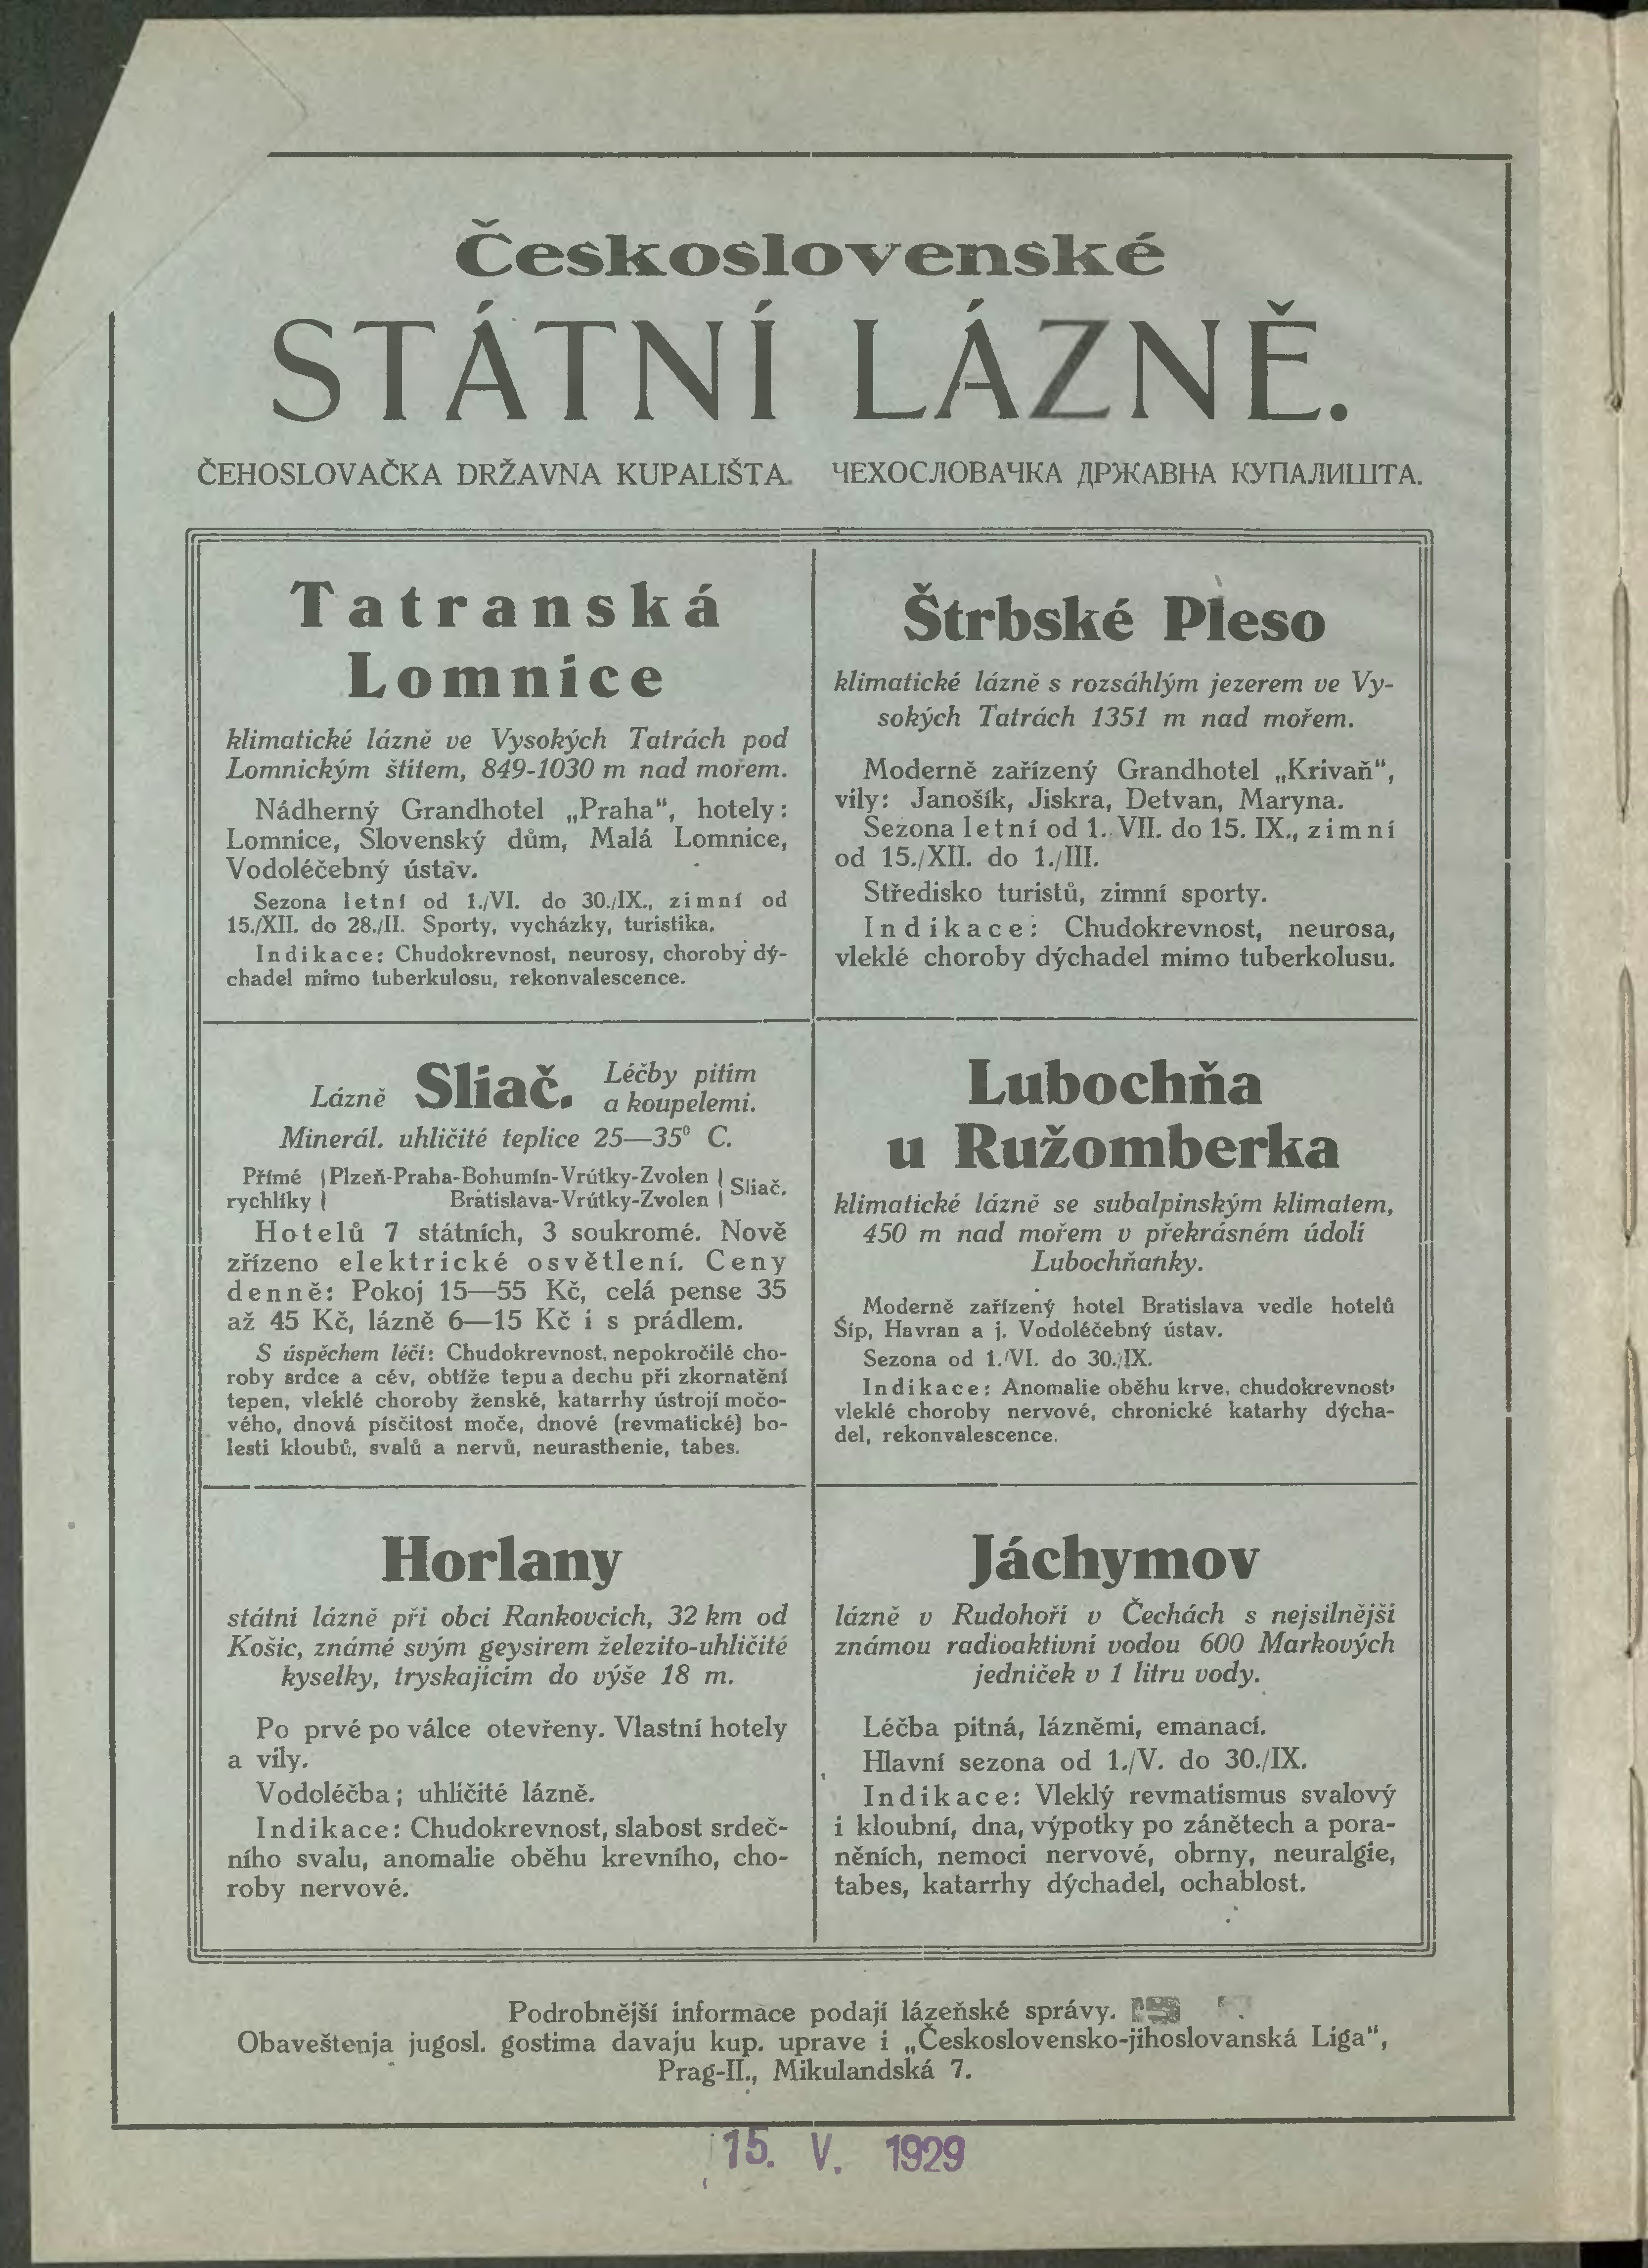 Československé
STÁTNÍ LÁZNĚ.
ČEHOSLOVAČKA DRŽAVNA KUPALIŠTA. ЧЕХОСЛОВАЧКА ДРЖАВНА КУПАЛИШТА.
Tatranská
Lomnice
klimatické lázně ve Vysokých Tatrách pod
Lomnickým štítem, 849-1030 m nad mořem.
Nádherný Grandhotel „Praha“, hotely:
Lomnice, Slovenský dům, Malá Lomnice,
Vodoléčebný ústav.
Sezona letní od 1./VI. do 30./IX., zimní od
15./XII. do 28./II. Sporty, vycházky, turistika.
Indikace: Chudokrevnost, neurosy, choroby dý-
chadel mimo tuberkulosu, rekonvalescence.
Štrbské Pleso
klimatické lázně s rozsáhlým jezerem ve Vy-
sokých Tatrách 1351 m nad mořem.
Moderně zařízený Grandhotel „Krivaň“,
vily: Janošík, Jiskra, Detvan, Maryna.
Sezona letní od 1. VII. do 15. IX., zimní
od 15./XII. do 1./III.
Středisko turistů, zimní sporty.
Indikace: Chudokrevnost, neurosa,
vleklé choroby dýchadel mimo tuberkolusu.
Lázně Sliač. Léčby pitím
a koupelemi.
Minerál. uhličité teplice 25—35⁰ C.
Přímé | Plzeň-Praha-Bohumín-Vrútky-Zvolen | Sliač.
rychlíky | Bratislava-Vrútky-Zvolen |
Hotelů 7 státních, 3 soukromé. Nově
zřízeno elektrické osvětlení. Ceny
denně: Pokoj 15—55 Kč, celá pense 35
až 45 Kč, lázně 6—15 Kč i s prádlem.
S úspěchem léčí: Chudokrevnost, nepokročilé cho-
roby srdce a cév, obtíže tepu a dechu při zkornatění
tepen, vleklé choroby ženské, katarrhy ústrojí močo-
vého, dnová písčitost moče, dnové (revmatické) bo-
lesti kloubů, svalů a nervů, neurasthenie, tabes.
Lubochňa
u Ružomberka
klimatické lázně se subalpinským klimatem,
450 m nad mořem v překrásném údolí
Lubochňanky.
Moderně zařízený hotel Bratislava vedle hotelů
Šíp, Havran a j. Vodoléčebný ústav.
Sezona od 1./VI. do 30./IX.
Indikace: Anomalie oběhu krve, chudokrevnost,
vleklé choroby nervové, chronické katarhy dýcha-
del, rekonvalescence.
Horlany
státní lázně při obci Rankovcích, 32 km od
Košic, známé svým geysirem železito-uhličité
kyselky, tryskajícím do výše 18 m.
Po prvé po válce otevřeny. Vlastní hotely
a vily.
Vodoléčba; uhličité lázně.
Indikace: Chudokrevnost, slabost srdeč-
ního svalu, anomalie oběhu krevního, cho-
roby nervové.
Jáchymov
lázně v Rudohoří v Čechách s nejsilnější
známou radioaktivní vodou 600 Markových
jedniček v 1 litru vody.
Léčba pitná, lázněmi, emanací.
Hlavní sezona od 1./V. do 30./IX.
Indikace: Vleklý revmatismus svalový
i kloubní, dna, výpotky po zánětech a pora-
něních, nemoci nervové, obrny, neuralgie,
tabes, katarrhy dýchadel, ochablost.
Podrobnější informace podají lázeňské správy.
Obaveštenja jugosl. gostima davaju kup. uprave i „Československo-jihoslovanská Liga“,
Prag-II., Mikulandská 7.
15. V. 1929